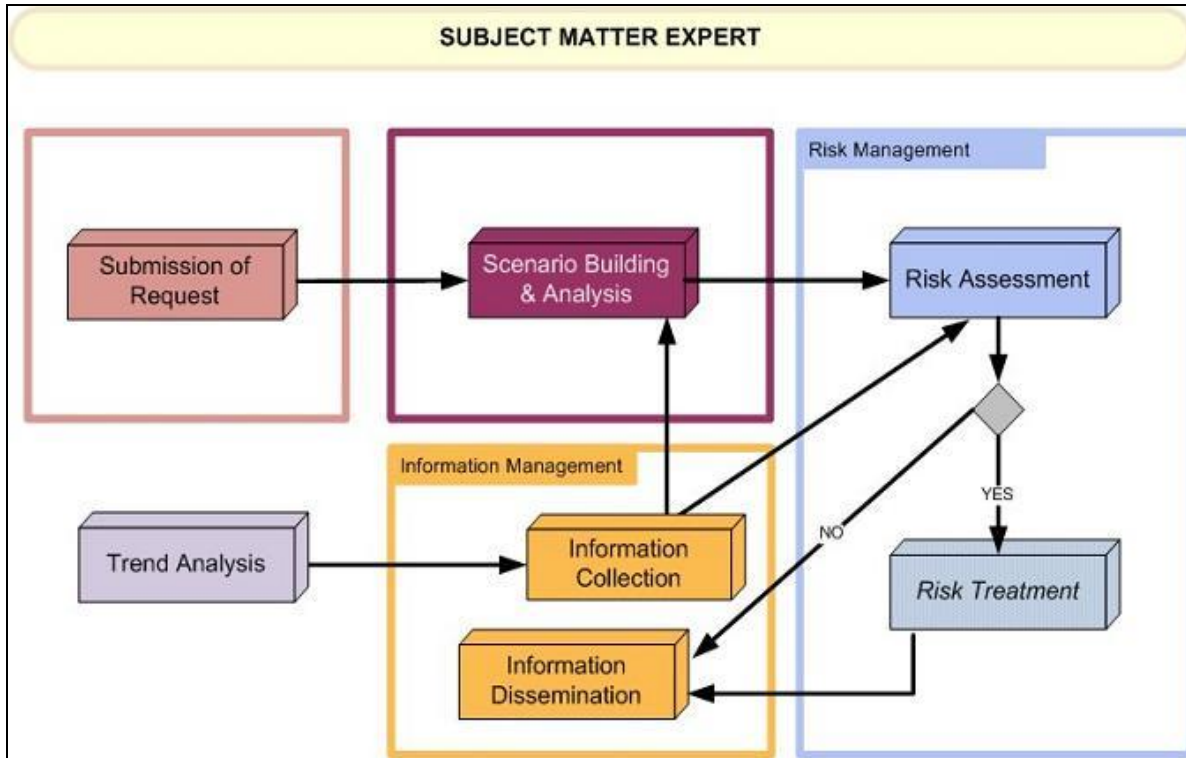 SUBJECT MATTER EXPERT
Risk Management
Submission of
Request
Scenario Building
& Analysis
Risk Assessment
Information Management
YES
NO
Trend Analysis
Information
Collection
Risk Treatment
Information
Dissemination